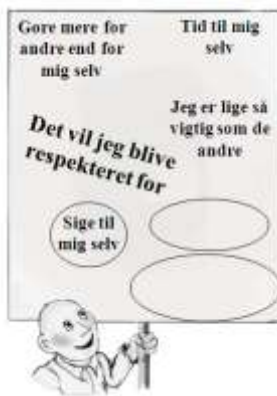 Gore mere for
andre end for
mig selv
Tid til mig
selv
Jeg er lige så
vigtig som de
andre
Det vil jeg blive
respekteret for
Sige til
mig selv